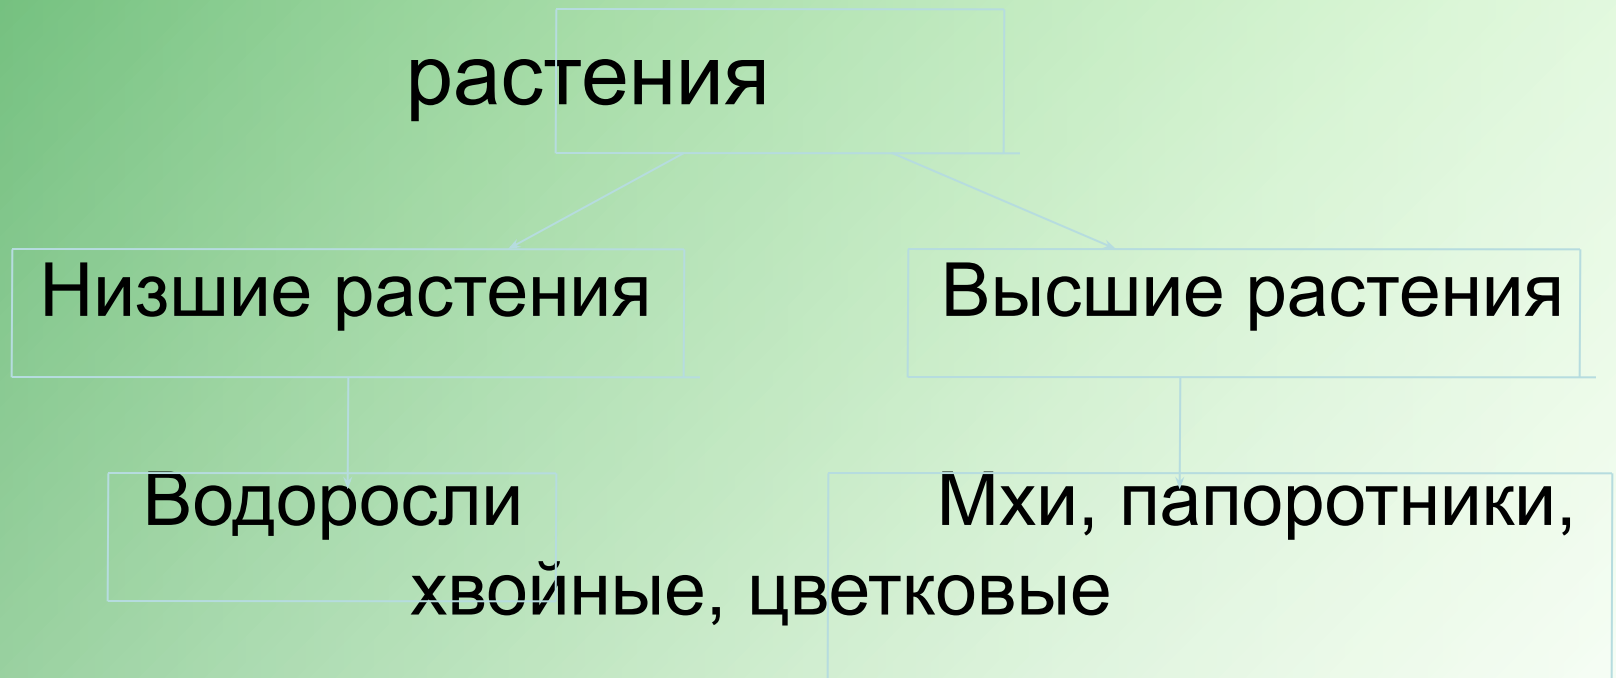 растения
Низшие растения Высшие растения
Водоросли Мхи, папоротники,
хвойные, цветковые